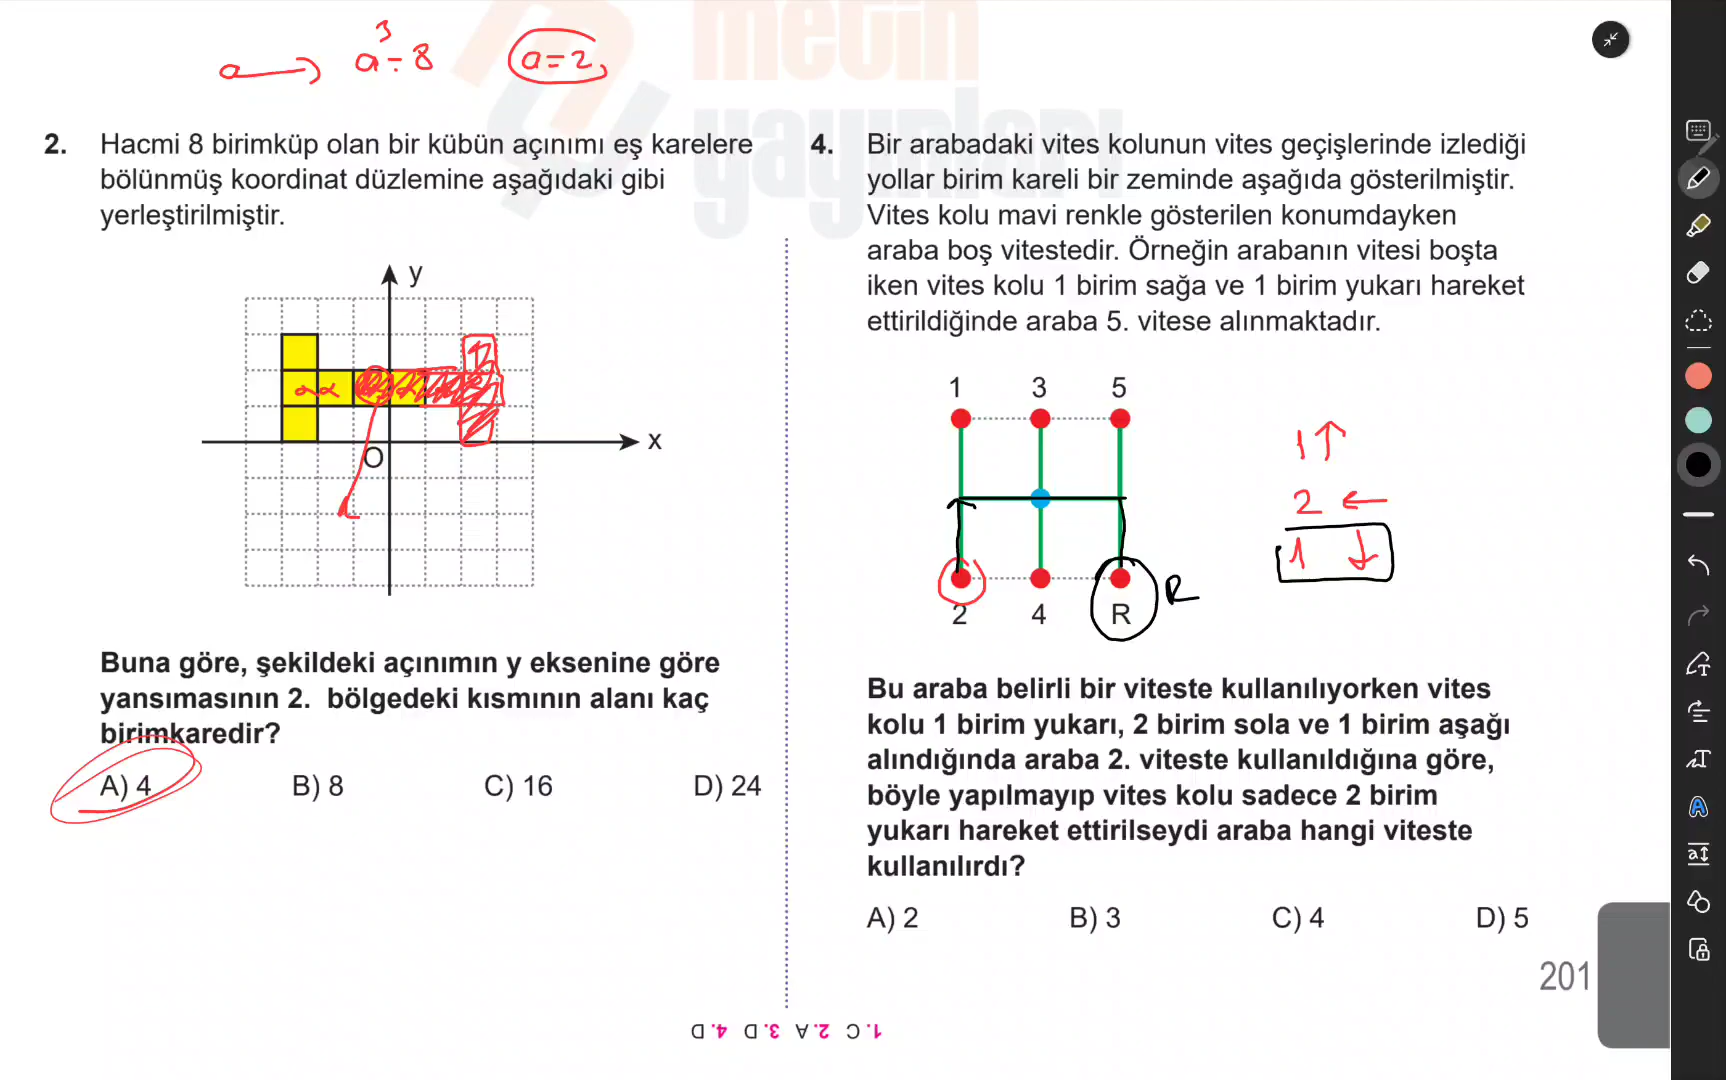 metin
yayınları
a → a³ = 8 a = 2
2. Hacmi 8 birimküp olan bir kübün açınımı eş karelere
bölünmüş koordinat düzlemine aşağıdaki gibi
yerleştirilmiştir.
y
x
O
Buna göre, şekildeki açınımın y eksenine göre
yansımasının 2. bölgedeki kısmının alanı kaç
birimkaredir?
A) 4 B) 8 C) 16 D) 24
4. Bir arabadaki vites kolunun vites geçişlerinde izlediği
yollar birim kareli bir zeminde aşağıda gösterilmiştir.
Vites kolu mavi renkle gösterilen konumdayken
araba boş vitestedir. Örneğin arabanın vitesi boşta
iken vites kolu 1 birim sağa ve 1 birim yukarı hareket
ettirildiğinde araba 5. vitese alınmaktadır.
1 3 5
2 4 R
R
1 ↑
2 ←
1 ↓
Bu araba belirli bir viteste kullanılıyorken vites
kolu 1 birim yukarı, 2 birim sola ve 1 birim aşağı
alındığında araba 2. viteste kullanıldığına göre,
böyle yapılmayıp vites kolu sadece 2 birim
yukarı hareket ettirilseydi araba hangi viteste
kullanılırdı?
A) 2 B) 3 C) 4 D) 5
201
1. C 2. A 3. D 4. D